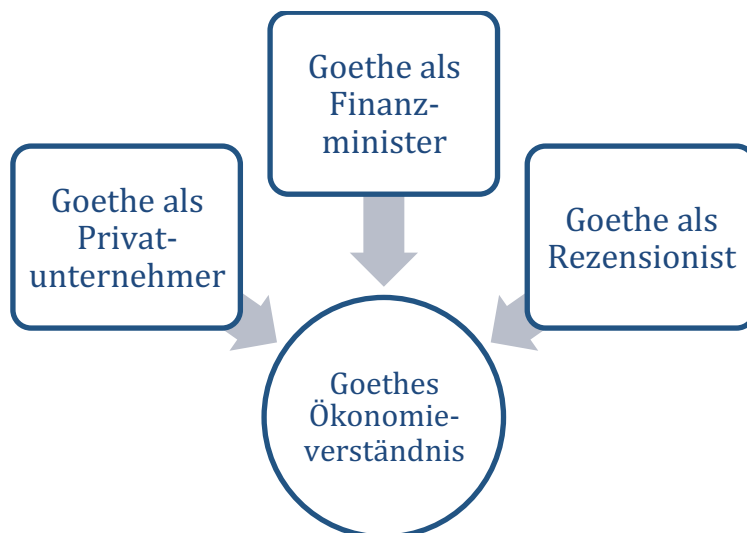 Goethe als
Finanz-
minister
Goethe als
Privat-
unternehmer
Goethe als
Rezensionist
Goethes
Ökonomie-
verständnis